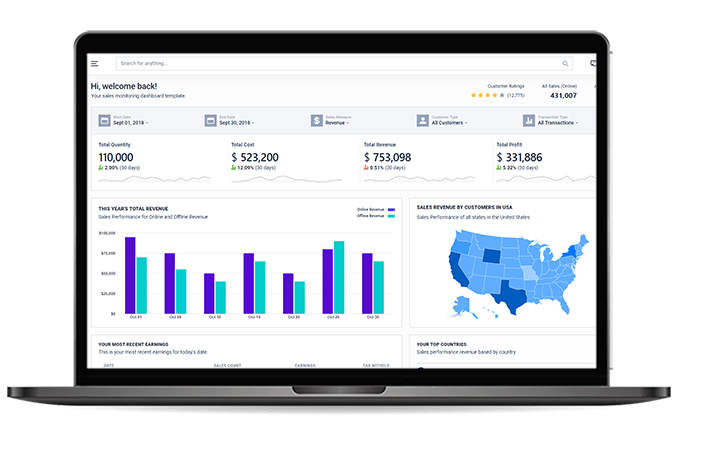 Search for anything...
Hi, welcome back!
Your sales monitoring dashboard template.
Customer Ratings
(12,775)
All Sales (Online)
431,007
Start Date
Sept 01, 2018
End Date
Sept 30, 2018
Sales Measure
Revenue
Customer Type
All Customers
Transaction Type
All Transactions
Total Quantity
110,000
2.00% (30 days)
Total Cost
$ 523,200
12.09% (30 days)
Total Revenue
$ 753,098
0.51% (30 days)
Total Profit
$ 331,886
5.32% (30 days)
THIS YEAR'S TOTAL REVENUE
Sales Performance for Online and Offline Revenue
Online Revenue
Offline Revenue
$100,000
$75,000
$50,000
$25,000
$0
Oct 01
Oct 05
Oct 10
Oct 15
Oct 20
Oct 25
Oct 30
SALES REVENUE BY CUSTOMERS IN USA
Sales Performance of all states in the United States
YOUR MOST RECENT EARNINGS
This is your most recent earnings for today's date.
DATE
SALES COUNT
EARNINGS
TAX WITHELD
YOUR TOP COUNTRIES
Sales performance revenue based by country